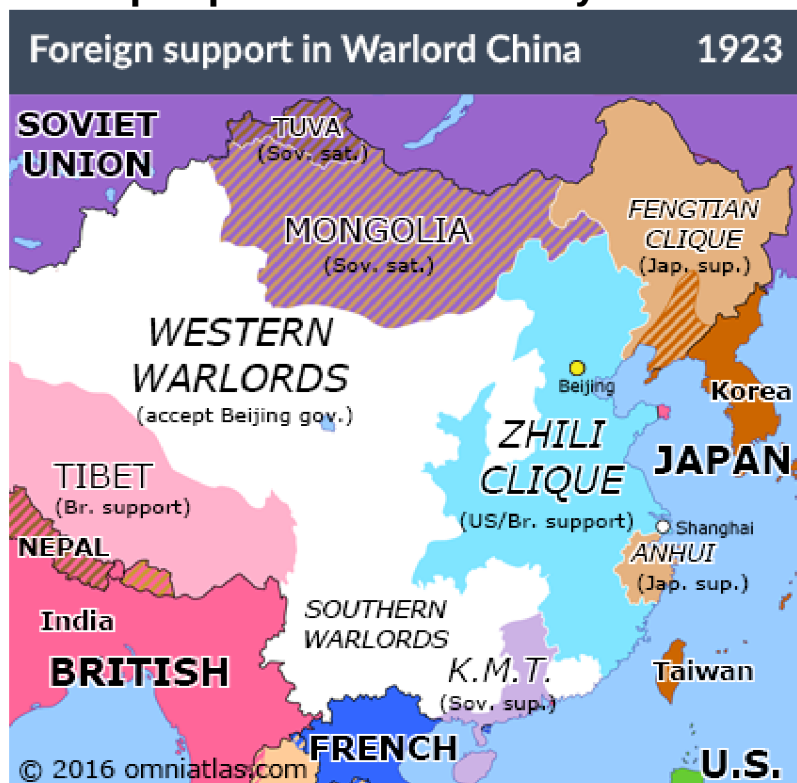 Foreign support in Warlord China 1923
SOVIET
UNION
TUVA
(Sov. sat.)
MONGOLIA
(Sov. sat.)
FENGTIAN
CLIQUE
(Jap. sup.)
WESTERN
WARLORDS
(accept Beijing gov.)
Beijing
Korea
ZHILI
CLIQUE
(US/Br. support)
JAPAN
TIBET
(Br. support)
Shanghai
NEPAL
ANHUI
(Jap. sup.)
India
SOUTHERN
WARLORDS
BRITISH
K.M.T.
(Sov. sup.)
Taiwan
FRENCH
U.S.
© 2016 omniatlas.com